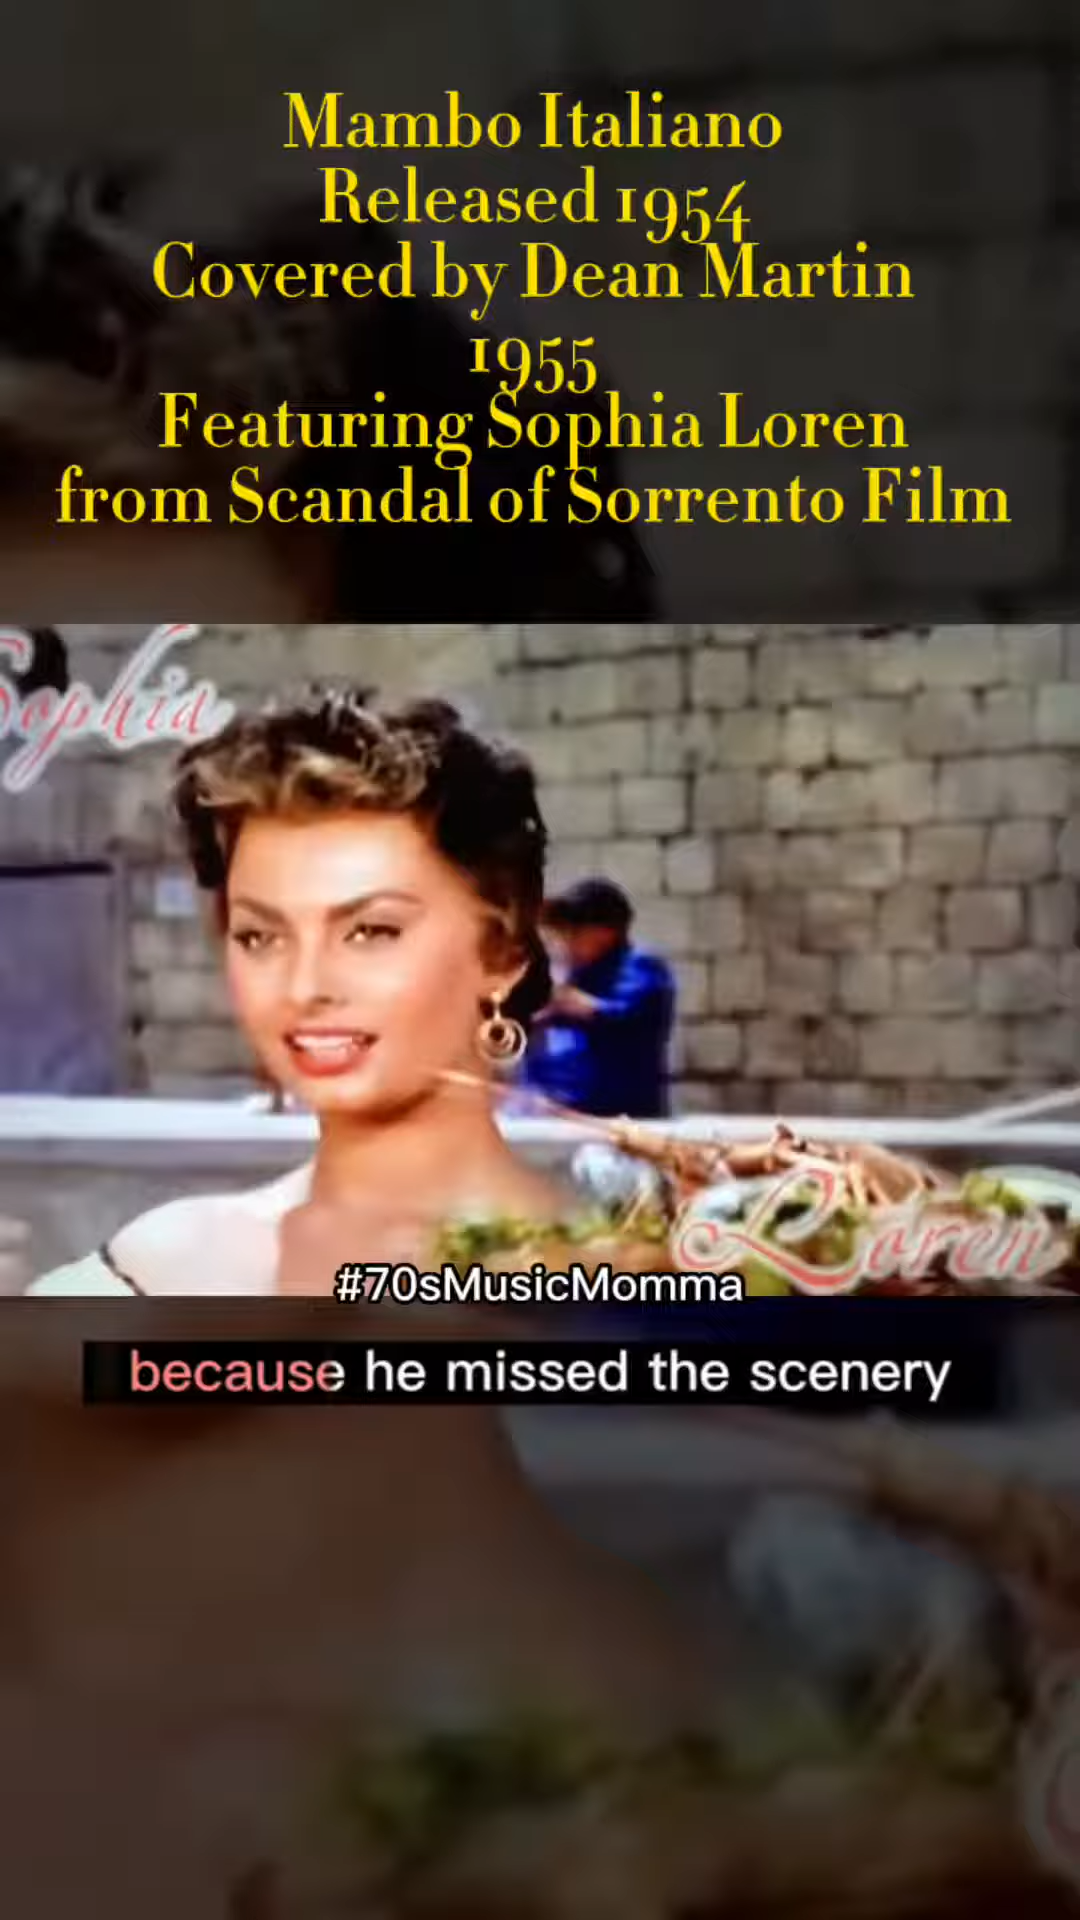 Mambo Italiano
Released 1954
Covered by Dean Martin
1955
Featuring Sophia Loren
from Scandal of Sorrento Film
Sophia
Loren
#70sMusicMomma
because he missed the scenery